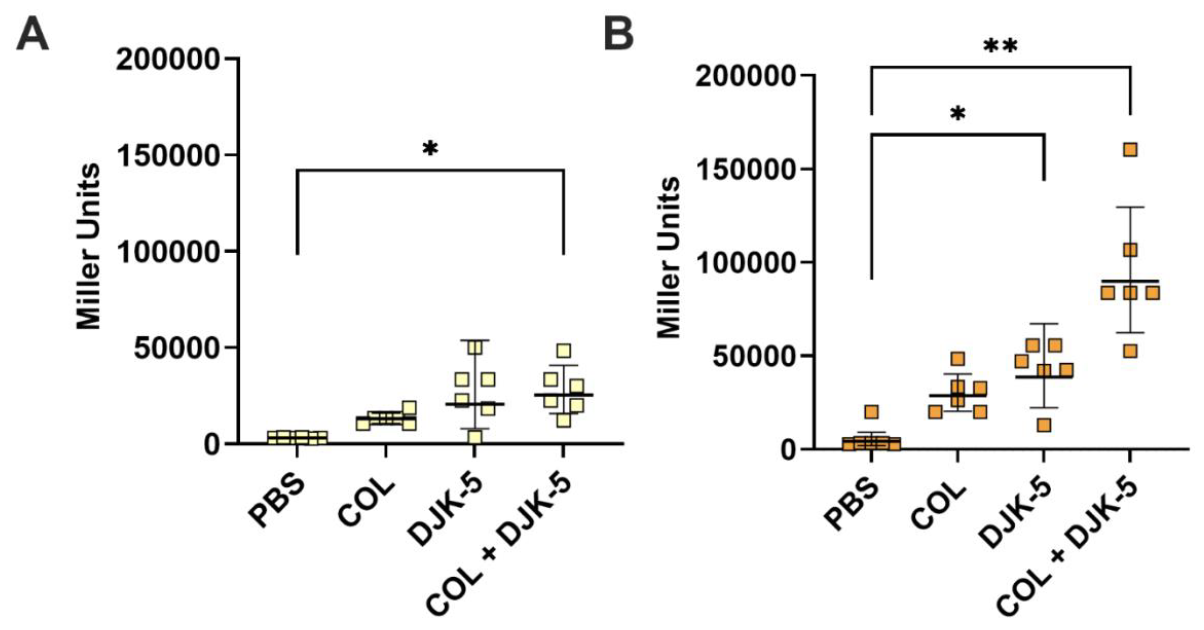 A
Miller Units
200000
150000
100000
50000
0
*
PBS
COL
DJK-5
COL + DJK-5
B
Miller Units
200000
150000
100000
50000
0
**
*
PBS
COL
DJK-5
COL + DJK-5